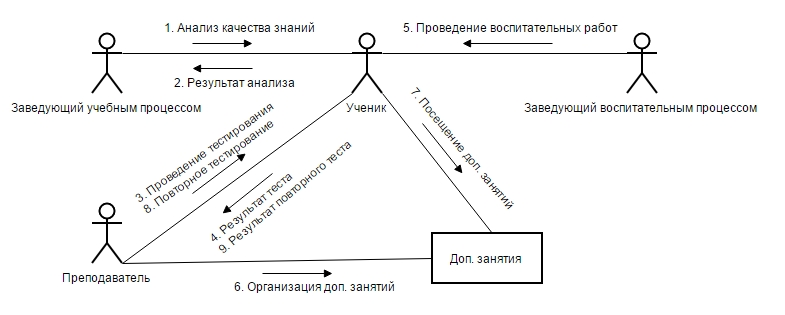 1. Анализ качества знаний
5. Проведение воспитательных работ
2. Результат анализа
Заведующий учебным процессом
Ученик
Заведующий воспитательным процессом
7. Посещение доп. занятий
3. Проведение тестирования
8. Повторное тестирование
4. Результат теста
9. Результат повторного теста
Преподаватель
Доп. занятия
6. Организация доп. занятий